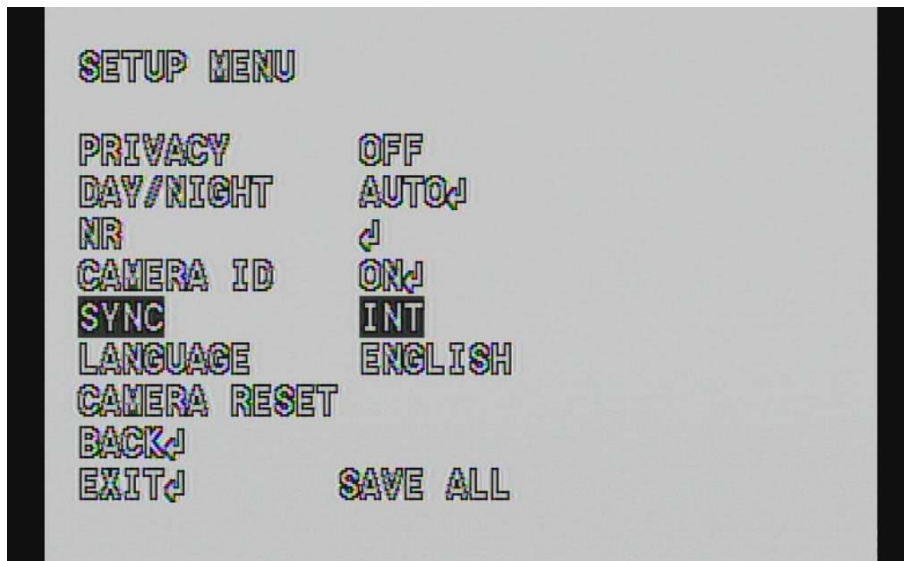 SETUP MENU
PRIVACY OFF
DAY/NIGHT AUTO↲
NR ↲
CAMERA ID ON↲
SYNC INT
LANGUAGE ENGLISH
CAMERA RESET
BACK↲
EXIT↲ SAVE ALL